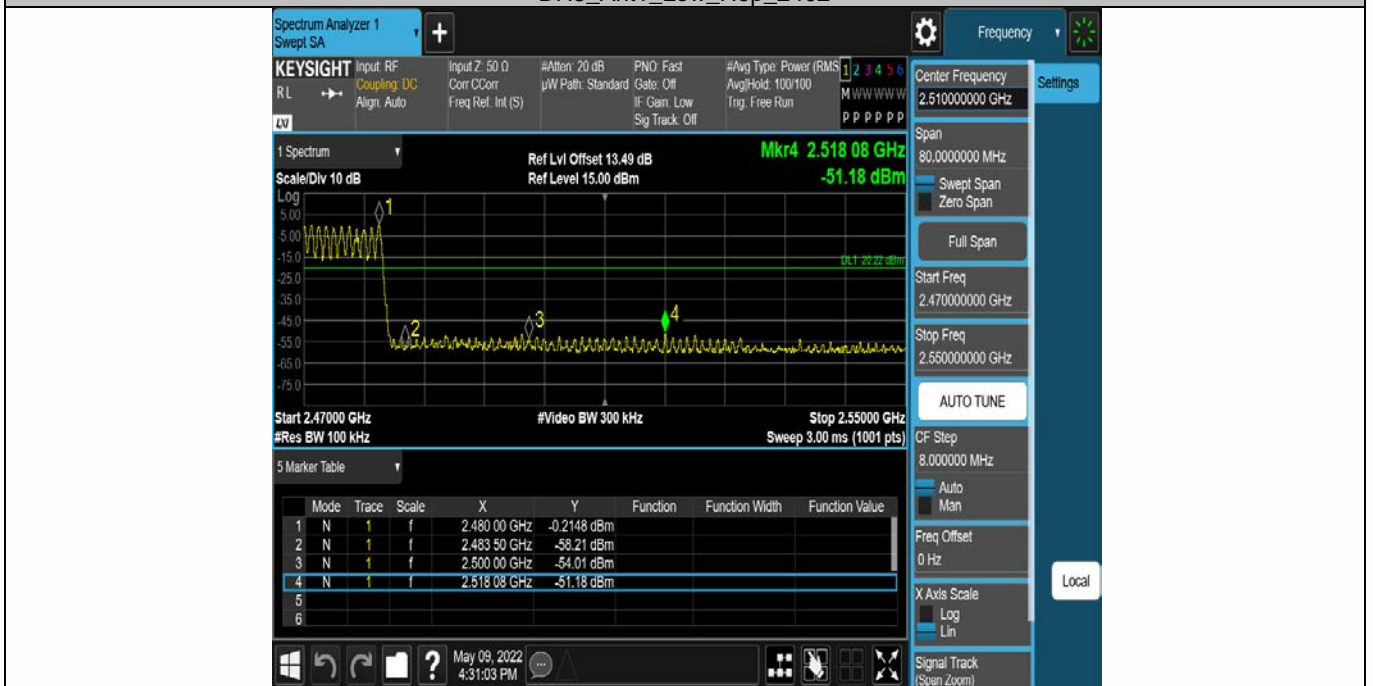 Spectrum Analyzer 1
Swept SA
+
Frequency
KEYSIGHT
RL
Input: RF
Coupling: DC
Align: Auto
Input Z: 50 Ω
Corr CCorr
Freq Ref: Int (S)
#Atten: 20 dB
µW Path: Standard
PNO: Fast
Gate: Off
IF Gain: Low
Sig Track: Off
#Avg Type: Power (RMS
Avg|Hold: 100/100
Trig: Free Run
1 2 3 4 5 6
M W W W W W
P P P P P P
1 Spectrum
Scale/Div 10 dB
Ref Lvl Offset 13.49 dB
Ref Level 15.00 dBm
Mkr4 2.518 08 GHz
-51.18 dBm
Log
5.00
-5.00
-15.0
-25.0
-35.0
-45.0
-55.0
-65.0
-75.0
1
2
3
4
Start 2.47000 GHz
#Res BW 100 kHz
#Video BW 300 kHz
Stop 2.55000 GHz
Sweep 3.00 ms (1001 pts)
5 Marker Table
Mode Trace Scale X Y Function Function Width Function Value
1 N 1 f 2.480 00 GHz -0.2148 dBm
2 N 1 f 2.483 50 GHz -58.21 dBm
3 N 1 f 2.500 00 GHz -54.01 dBm
4 N 1 f 2.518 08 GHz -51.18 dBm
5
6
?
May 09, 2022
4:31:03 PM
Center Frequency
2.510000000 GHz
Settings
Span
80.0000000 MHz
Swept Span
Zero Span
Full Span
Start Freq
2.470000000 GHz
Stop Freq
2.550000000 GHz
AUTO TUNE
CF Step
8.000000 MHz
Auto
Man
Freq Offset
0 Hz
Local
X Axis Scale
Log
Lin
Signal Track
(Span Zoom)